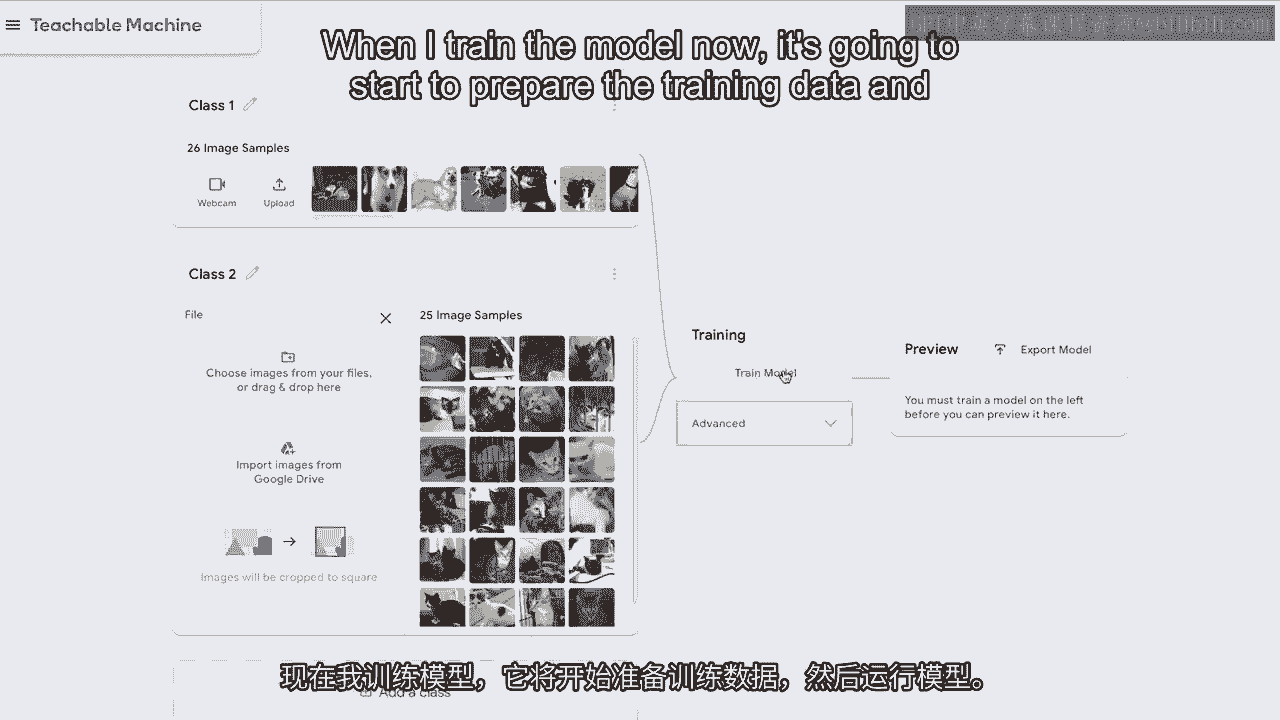 Teachable Machine
When I train the model now, it's going to
start to prepare the training data and
Class 1
26 Image Samples
Webcam
Upload
Class 2
File
25 Image Samples
Choose images from your files,
or drag & drop here
Import images from
Google Drive
Images will be cropped to square
Training
Train Model
Advanced
Preview
Export Model
You must train a model on the left
before you can preview it here.
Add a class
现在我训练模型，它将开始准备训练数据，然后运行模型。